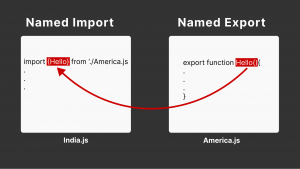 Named Import
Named Export
import {Hello} from './America.js
.
.
.
export function Hello(){
.
.
.
}
India.js
America.js